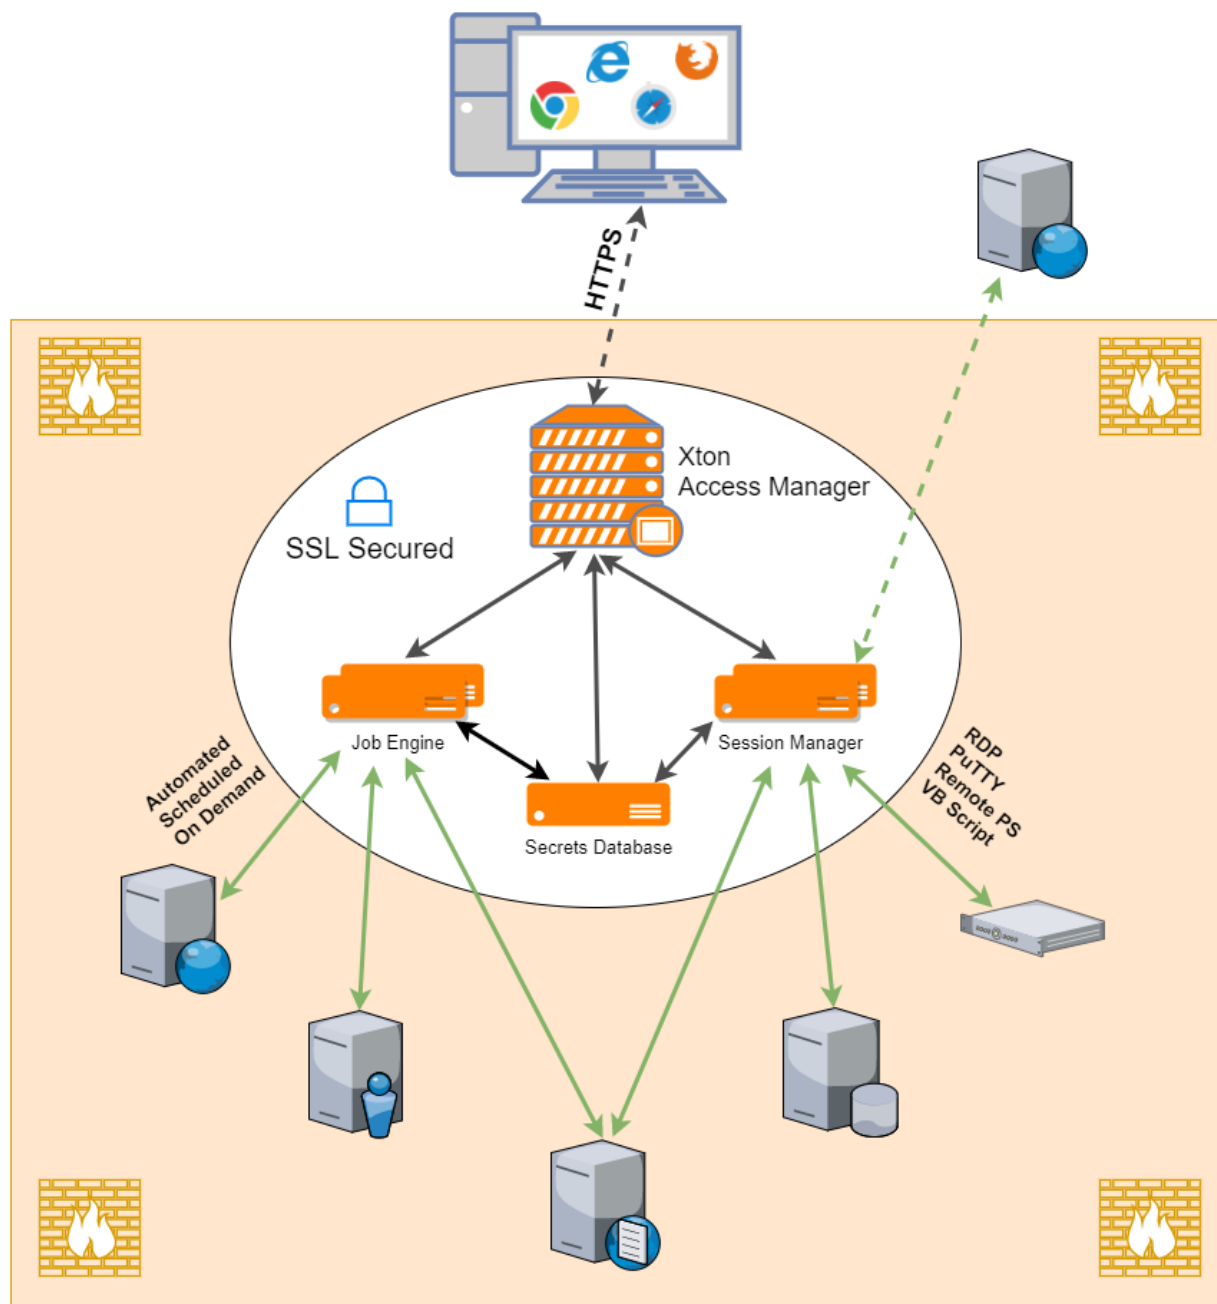 HTTPS
Xton
Access Manager
SSL Secured
Job Engine
Session Manager
Secrets Database
Automated
Scheduled
On Demand
RDP
PuTTY
Remote PS
VB Script